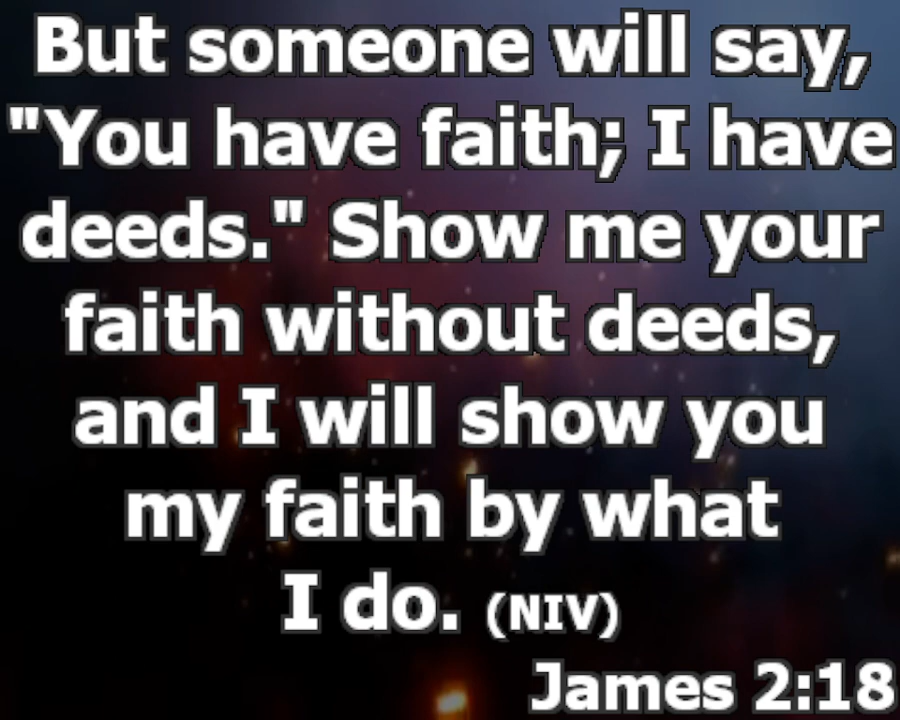 But someone will say,
"You have faith; I have
deeds." Show me your
faith without deeds,
and I will show you
my faith by what
I do. (NIV)
James 2:18